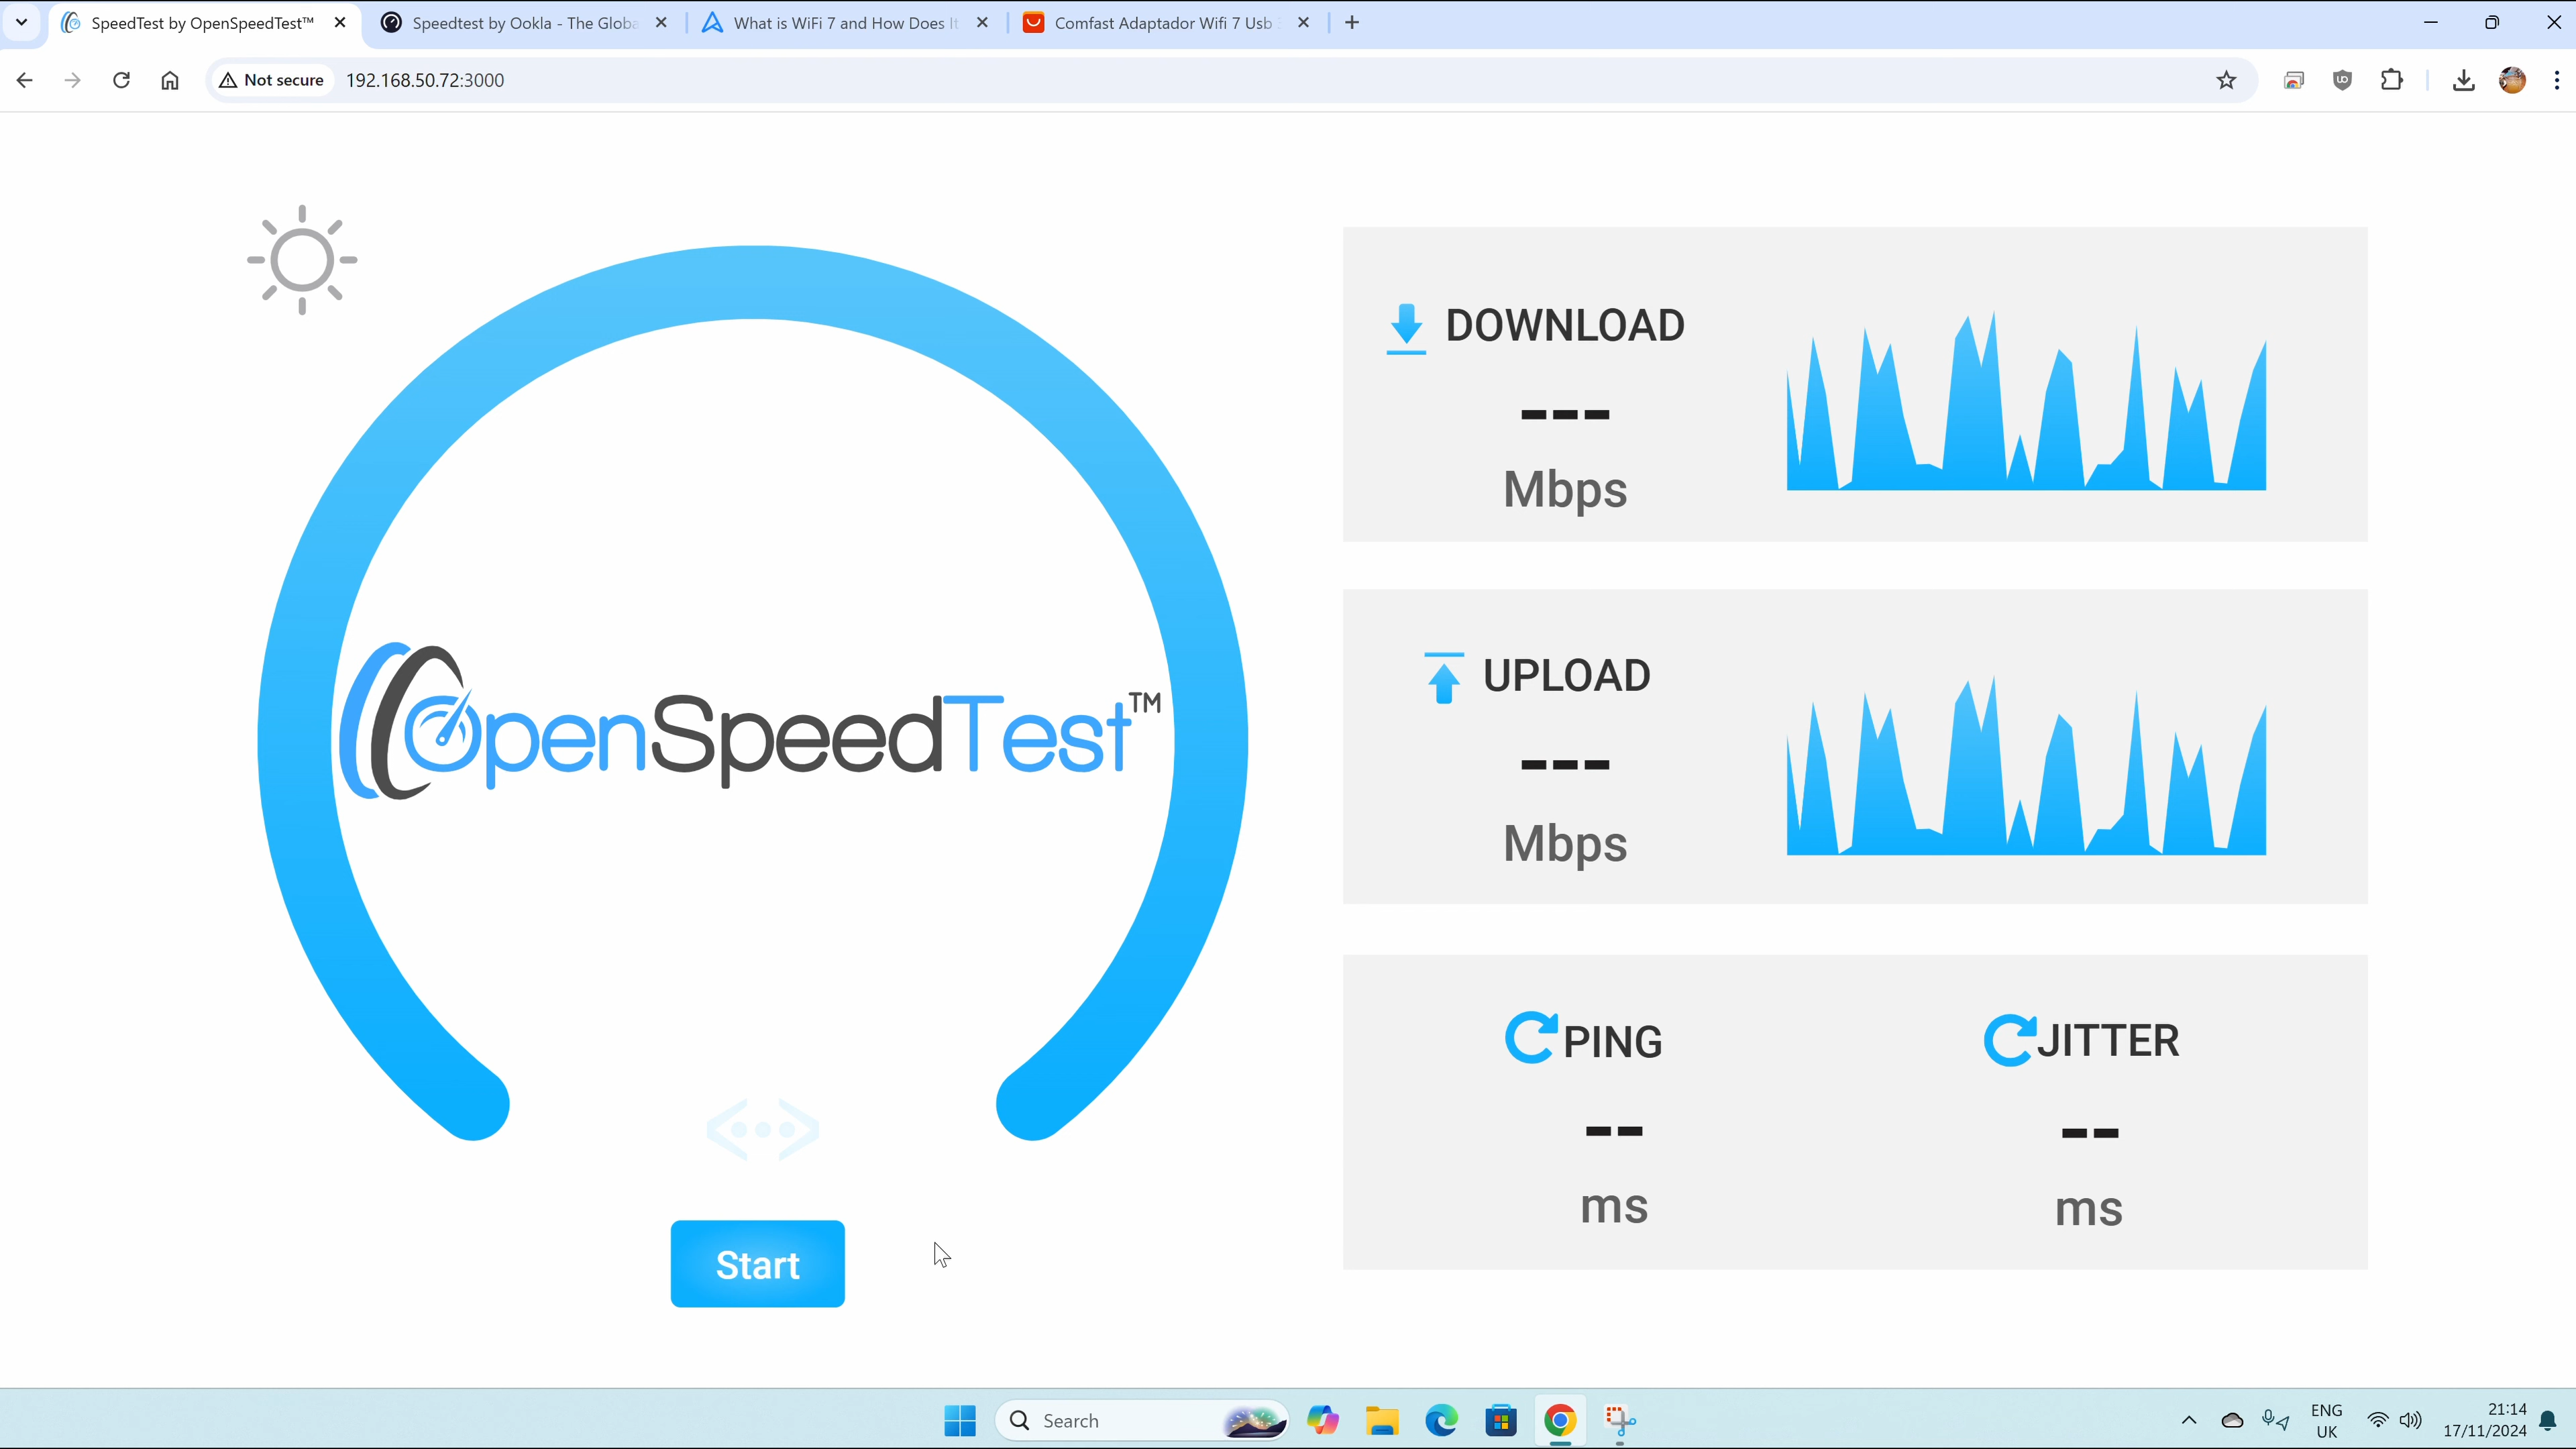 SpeedTest by OpenSpeedTest™
Speedtest by Ookla - The Globa
What is WiFi 7 and How Does It
Comfast Adaptador Wifi 7 Usb
Not secure
192.168.50.72:3000
DOWNLOAD
---
Mbps
OpenSpeedTest™
UPLOAD
---
Mbps
PING
--
ms
JITTER
--
ms
Start
Search
ENG
UK
21:14
17/11/2024